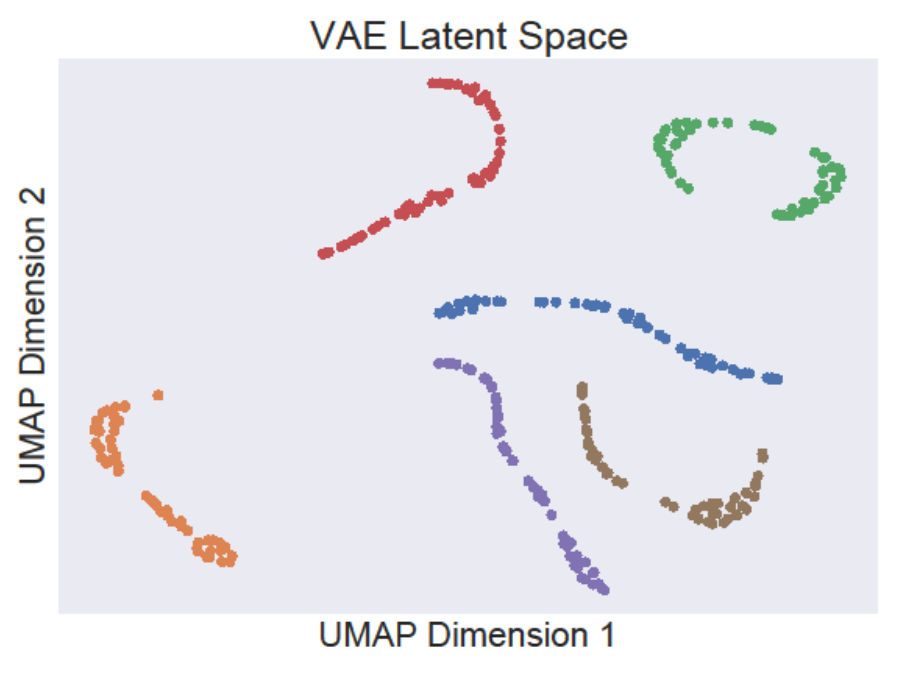 VAE Latent Space
UMAP Dimension 2
UMAP Dimension 1